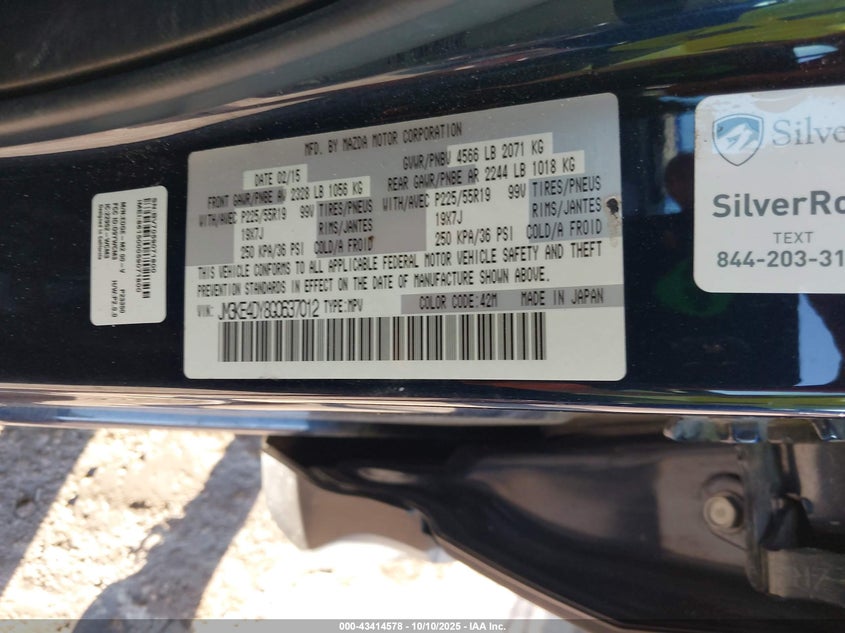 MFD. BY MAZDA MOTOR CORPORATION
DATE 02/15
GVWR/PNBV 4566 LB 2071 KG
FRONT GAWR/PNBE AV 2328 LB 1056 KG
REAR GAWR/PNBE AR 2244 LB 1018 KG
WITH/AVEC P225/55R19 99V TIRES/PNEUS
WITH/AVEC P225/55R19 99V TIRES/PNEUS
19X7J RIMS/JANTES
19X7J RIMS/JANTES
250 KPA/36 PSI COLD/A FROID
250 KPA/36 PSI COLD/A FROID
THIS VEHICLE CONFORMS TO ALL APPLICABLE FEDERAL MOTOR VEHICLE SAFETY AND THEFT
PREVENTION STANDARDS IN EFFECT ON THE DATE OF MANUFACTURE SHOWN ABOVE.
VIN: JM3KE4DY8G0637012 TYPE:MPV COLOR CODE:42M MADE IN JAPAN
Silve
SilverRo
TEXT
844-203-31
000-43414578 - 10/10/2025 - IAA Inc.